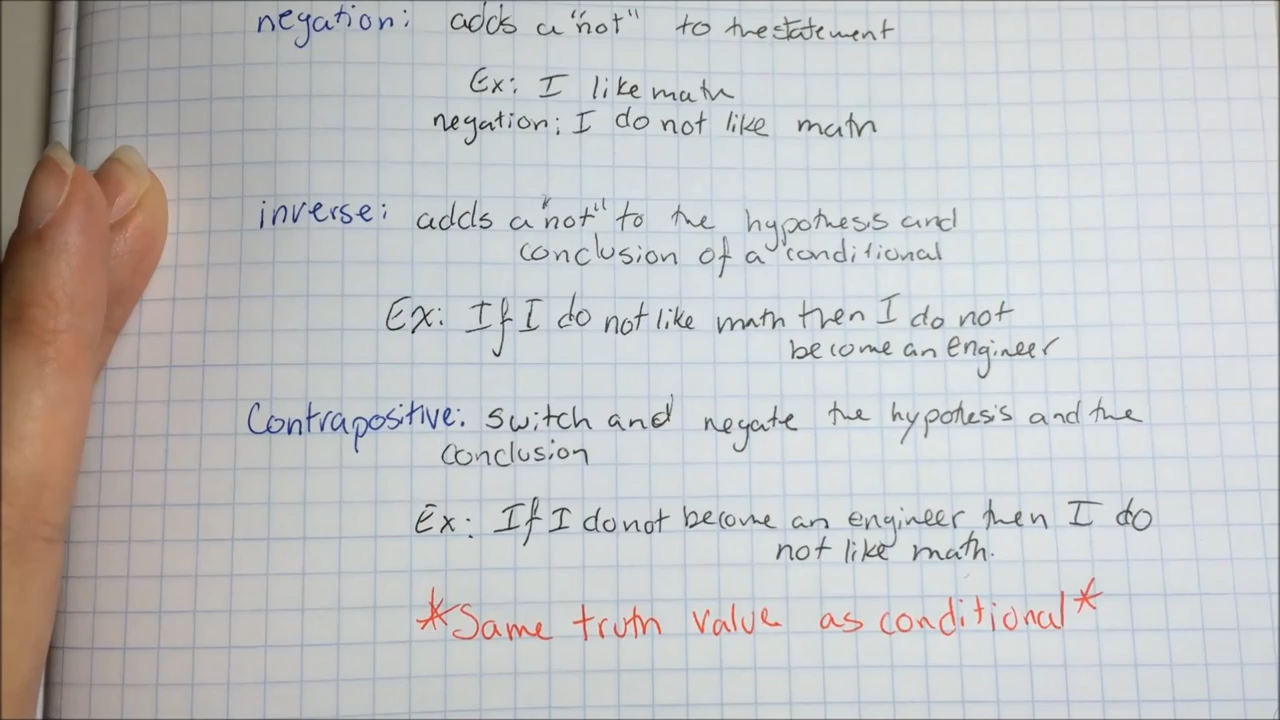 negation: adds a "not" to the statement
Ex: I like math
negation: I do not like math
inverse: adds a "not" to the hypothesis and
conclusion of a conditional
Ex: If I do not like math then I do not
become an engineer
Contrapositive: switch and negate the hypothesis and the
conclusion
Ex: If I do not become an engineer then I do
not like math.
*Same truth value as conditional*